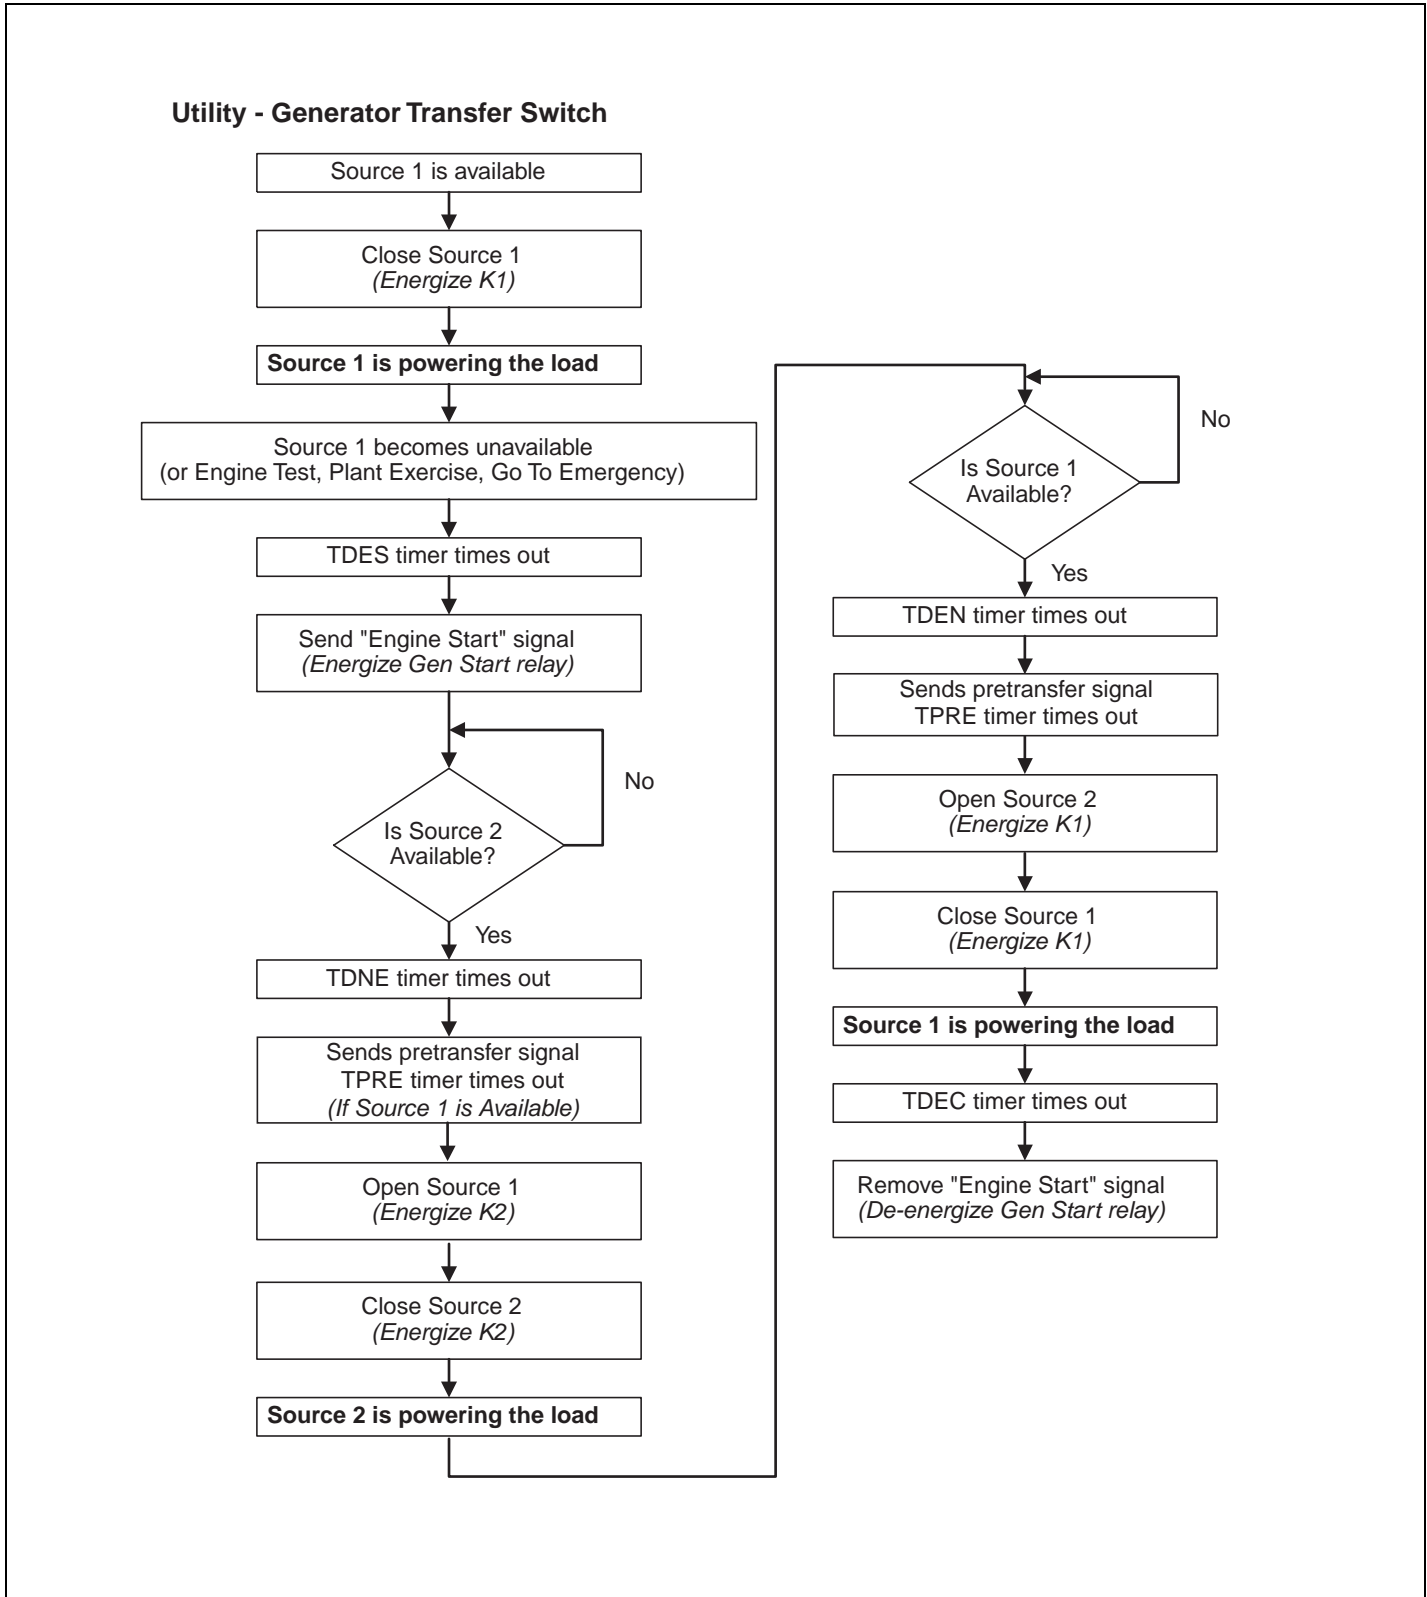 Utility - Generator Transfer Switch
Source 1 is available
Close Source 1
(Energize K1)
Source 1 is powering the load
Source 1 becomes unavailable
(or Engine Test, Plant Exercise, Go To Emergency)
TDES timer times out
Send "Engine Start" signal
(Energize Gen Start relay)
No
Is Source 2
Available?
Yes
TDNE timer times out
Sends pretransfer signal
TPRE timer times out
(If Source 1 is Available)
Open Source 1
(Energize K2)
Close Source 2
(Energize K2)
Source 2 is powering the load
No
Is Source 1
Available?
Yes
TDEN timer times out
Sends pretransfer signal
TPRE timer times out
Open Source 2
(Energize K1)
Close Source 1
(Energize K1)
Source 1 is powering the load
TDEC timer times out
Remove "Engine Start" signal
(De-energize Gen Start relay)